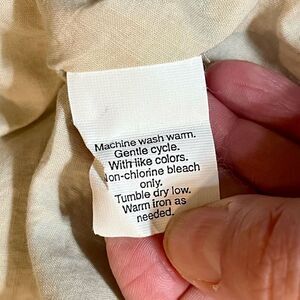 Machine wash warm.
Gentle cycle.
With like colors.
Non-chlorine bleach
only.
Tumble dry low.
Warm iron as
needed.